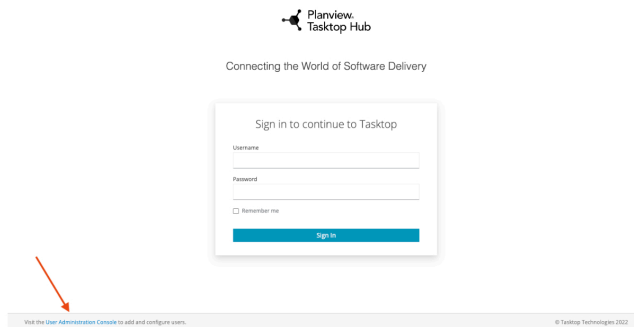 Planview.
Tasktop Hub
Connecting the World of Software Delivery
Sign in to continue to Tasktop
Username
Password
Remember me
Sign In
Visit the User Administration Console to add and configure users.
© Tasktop Technologies 2022